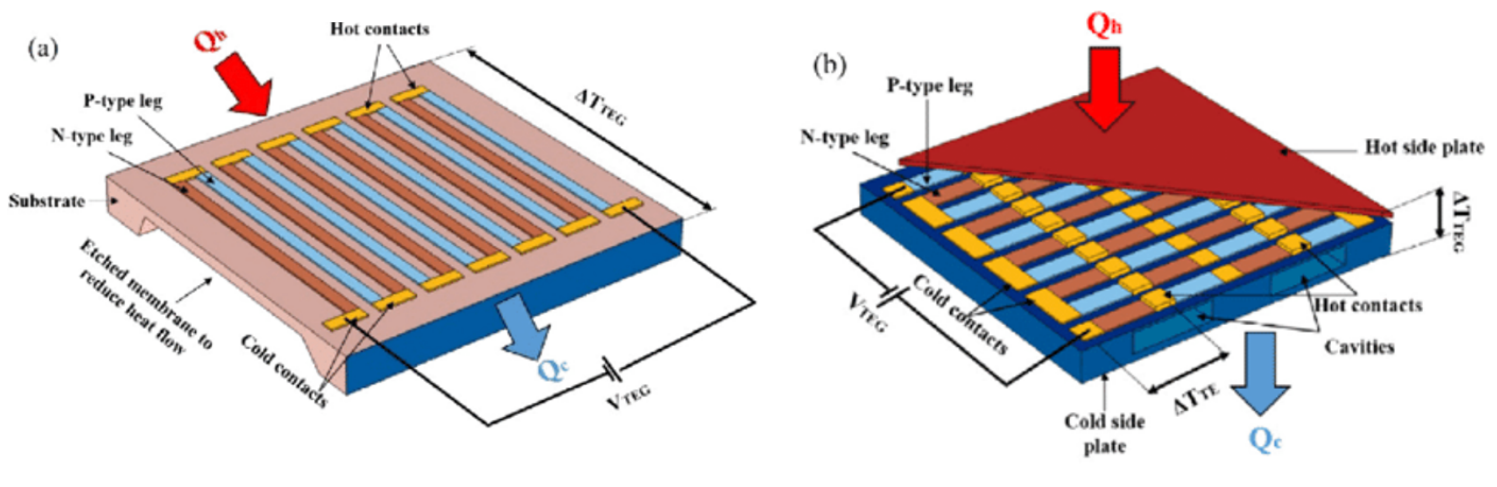 (a)
Qh
Hot contacts
P-type leg
N-type leg
Substrate
ΔTTEG
Etched membrane to
reduce heat flow
Cold contacts
Qc
VTEG
(b)
Qh
P-type leg
N-type leg
Hot side plate
ΔTTEG
VTEG
Cold contacts
Hot contacts
Cavities
ΔTTE
Cold side
plate
Qc